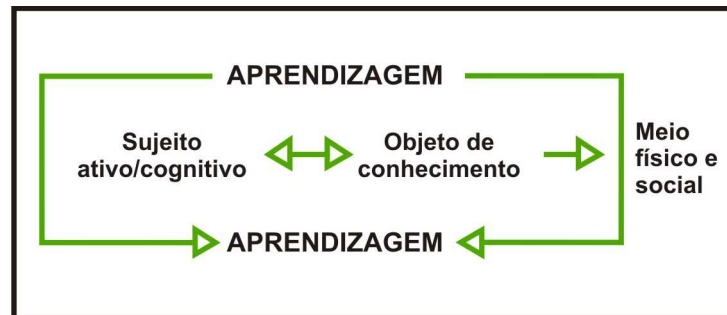 APRENDIZAGEM
Sujeito
ativo/cognitivo
Objeto de
conhecimento
Meio
físico e
social
APRENDIZAGEM